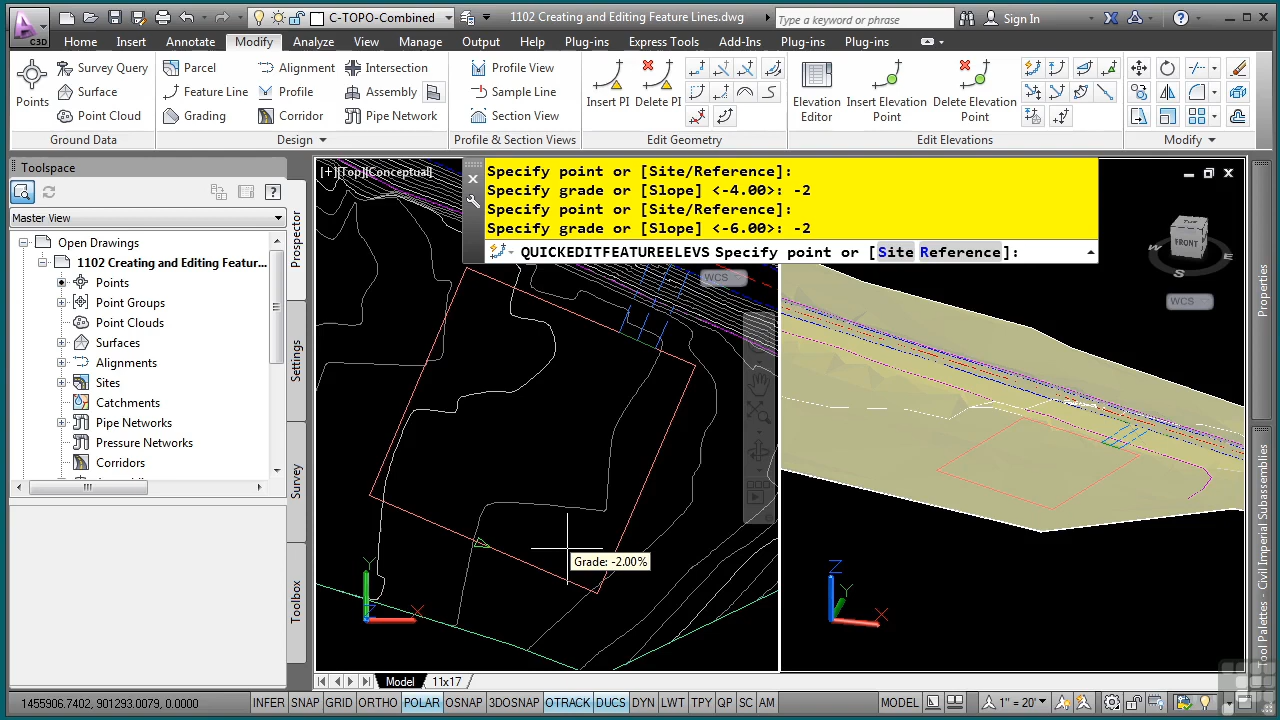 C-TOPO-Combined
1102 Creating and Editing Feature Lines.dwg
Type a keyword or phrase
Sign In
C3D
Home Insert Annotate Modify Analyze View Manage Output Help Plug-ins Express Tools Add-Ins Plug-ins Plug-ins
Points
Survey Query
Surface
Point Cloud
Ground Data
Parcel
Feature Line
Grading
Alignment
Profile
Corridor
Intersection
Assembly
Pipe Network
Design
Profile View
Sample Line
Section View
Profile & Section Views
Insert PI
Delete PI
Edit Geometry
Elevation Editor
Insert Elevation Point
Delete Elevation Point
Edit Elevations
Modify
Toolspace
Master View
Open Drawings
1102 Creating and Editing Featur...
Points
Point Groups
Point Clouds
Surfaces
Alignments
Sites
Catchments
Pipe Networks
Pressure Networks
Corridors
Prospector
Settings
Survey
Toolbox
[+][Top][Conceptual]
Specify point or [Site/Reference]:
Specify grade or [Slope] <-4.00>: -2
Specify point or [Site/Reference]:
Specify grade or [Slope] <-6.00>: -2
QUICKEDITFEATUREELEVS Specify point or [Site Reference]:
WCS
Grade: -2.00%
Y
Z
X
FRONT
W
S
E
WCS
Z
Y
X
Properties
Tool Palettes - Civil Imperial Subassemblies
Model
11x17
1455906.7402, 901293.0079, 0.0000
INFER SNAP GRID ORTHO POLAR OSNAP 3DOSNAP OTRACK DUCS DYN LWT TPY QP SC AM
MODEL
1" = 20'